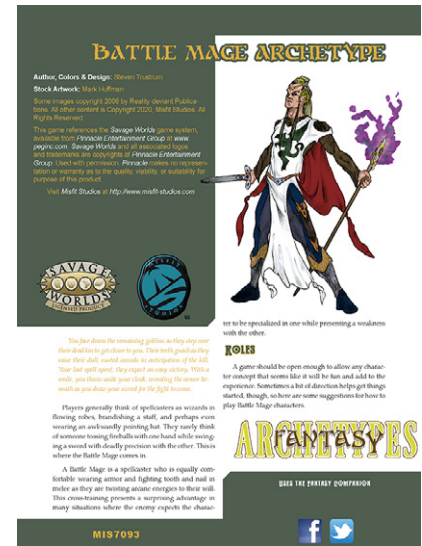 BATTLE MAGE ARCHETYPE
Author, Colors & Design: Steven Trustrum
Stock Artwork: Mark Huffman
Some images copyright 2006 by Reality deviant Publica-
tions. All other content is Copyright 2020, Misfit Studios. All
Rights Reserved.
This game references the Savage Worlds game system,
available from Pinnacle Entertainment Group at www.
peginc.com. Savage Worlds and all associated logos
and trademarks are copyrights of Pinnacle Entertainment
Group. Used with permission. Pinnacle makes no represen-
tation or warranty as to the quality, viability, or suitability for
purpose of this product.
Visit Misfit Studios at http://www.misfit-studios.com
SAVAGE
WORLDS
LICENSED PRODUCT
MISFIT
STUDIOS
You face down the remaining goblins as they step over
their dead kin to get closer to you. Their teeth gnash as they
raise their dull, rusted swords in anticipation of the kill.
Your last spell spent, they expect an easy victory. With a
smile, you throw aside your cloak, revealing the armor be-
neath as you draw your sword for the fight to come.
Players generally think of spellcasters as wizards in
flowing robes, brandishing a staff, and perhaps even
wearing an awkwardly pointy hat. They rarely think
of someone tossing fireballs with one hand while swing-
ing a sword with deadly precision with the other. This is
where the Battle Mage comes in.
A Battle Mage is a spellcaster who is equally com-
fortable wearing armor and fighting tooth and nail in
melee as they are twisting arcane energies to their will.
This cross-training presents a surprising advantage in
many situations where the enemy expects the charac-
ter to be specialized in one while presenting a weakness
with the other.
ROLES
A game should be open enough to allow any charac-
ter concept that seems like it will be fun and add to the
experience. Sometimes a bit of direction helps get things
started, though, so here are some suggestions for how to
play Battle Mage characters.
FANTASY
ARCHETYPES
USES THE FANTASY COMPANION
MIS7093